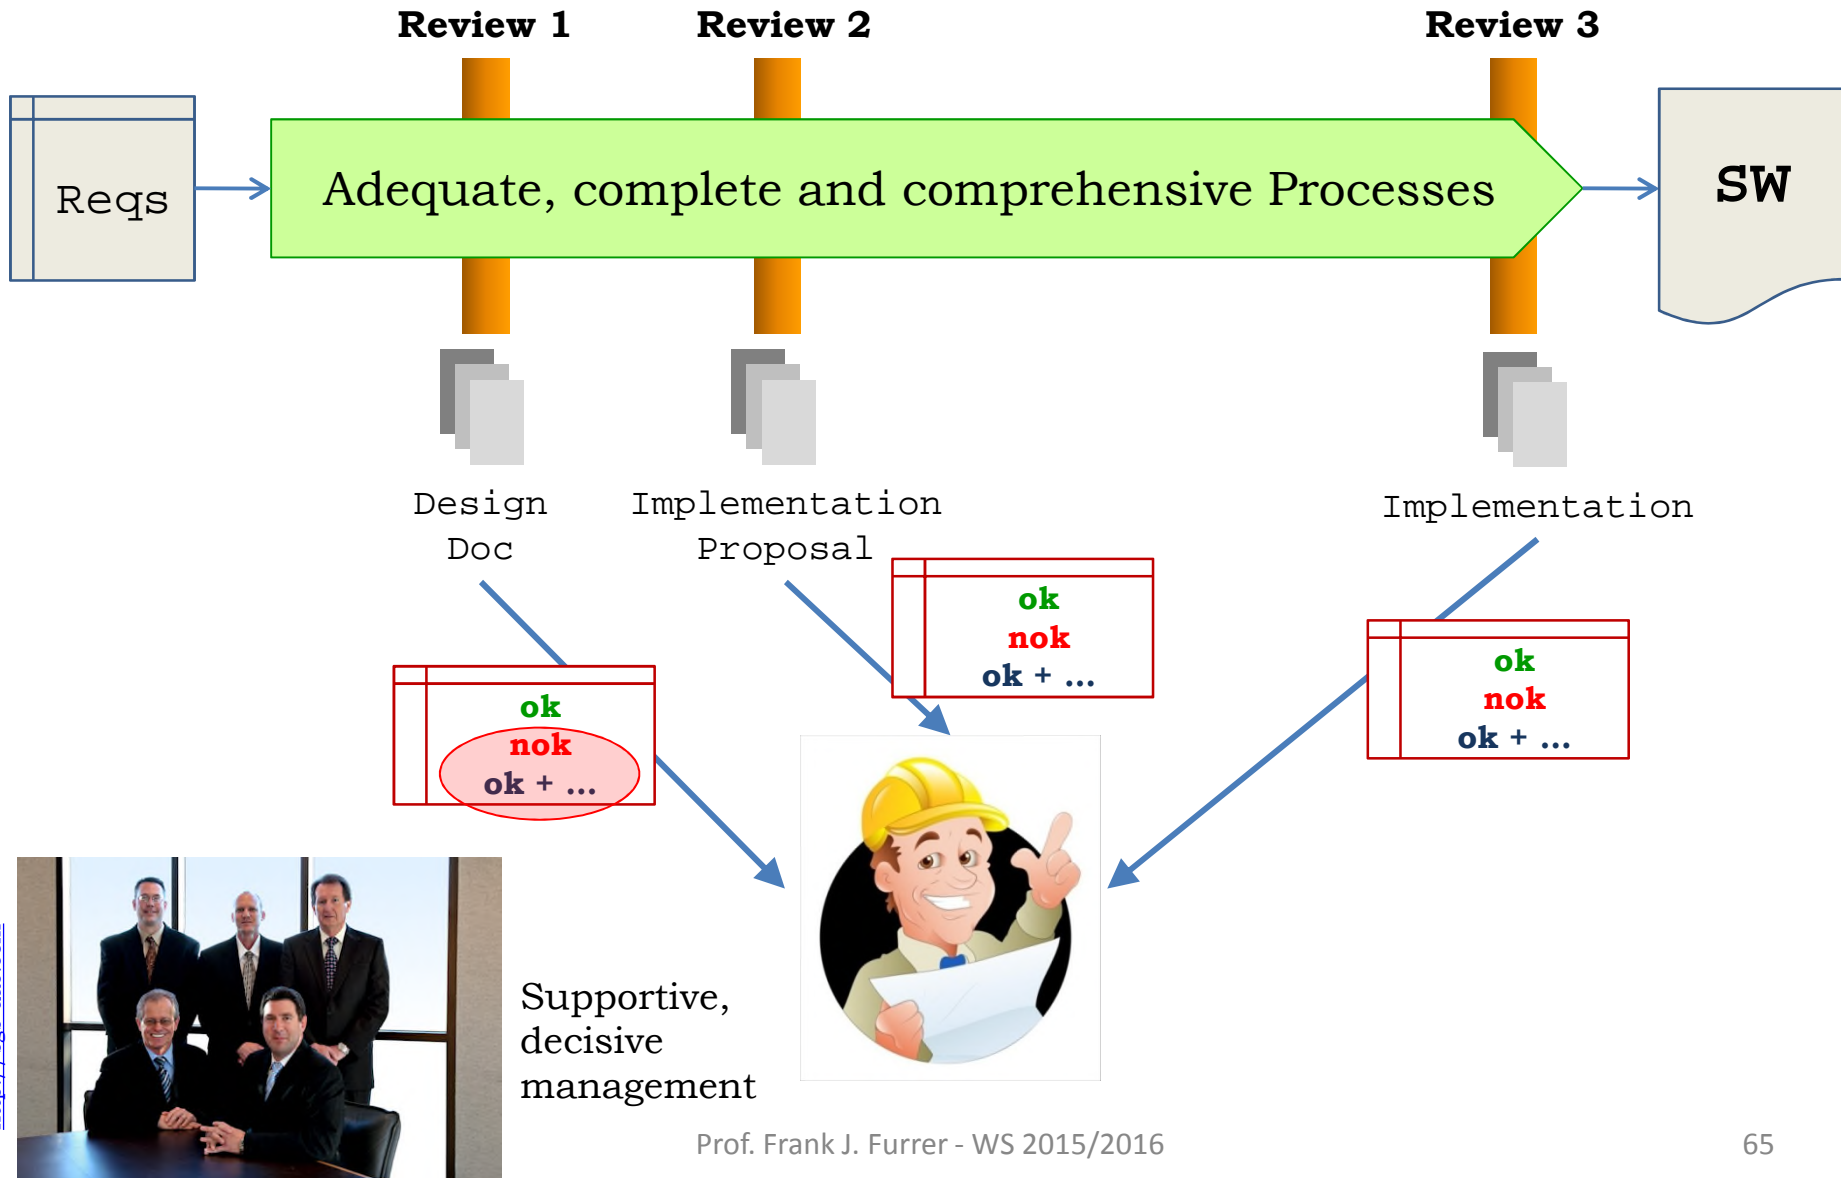 Review 1
Review 2
Review 3
Reqs
Adequate, complete and comprehensive Processes
SW
Design
Doc
Implementation
Proposal
Implementation
ok
nok
ok + ...
ok
nok
ok + ...
ok
nok
ok + ...
Supportive,
decisive
management
Prof. Frank J. Furrer - WS 2015/2016
65